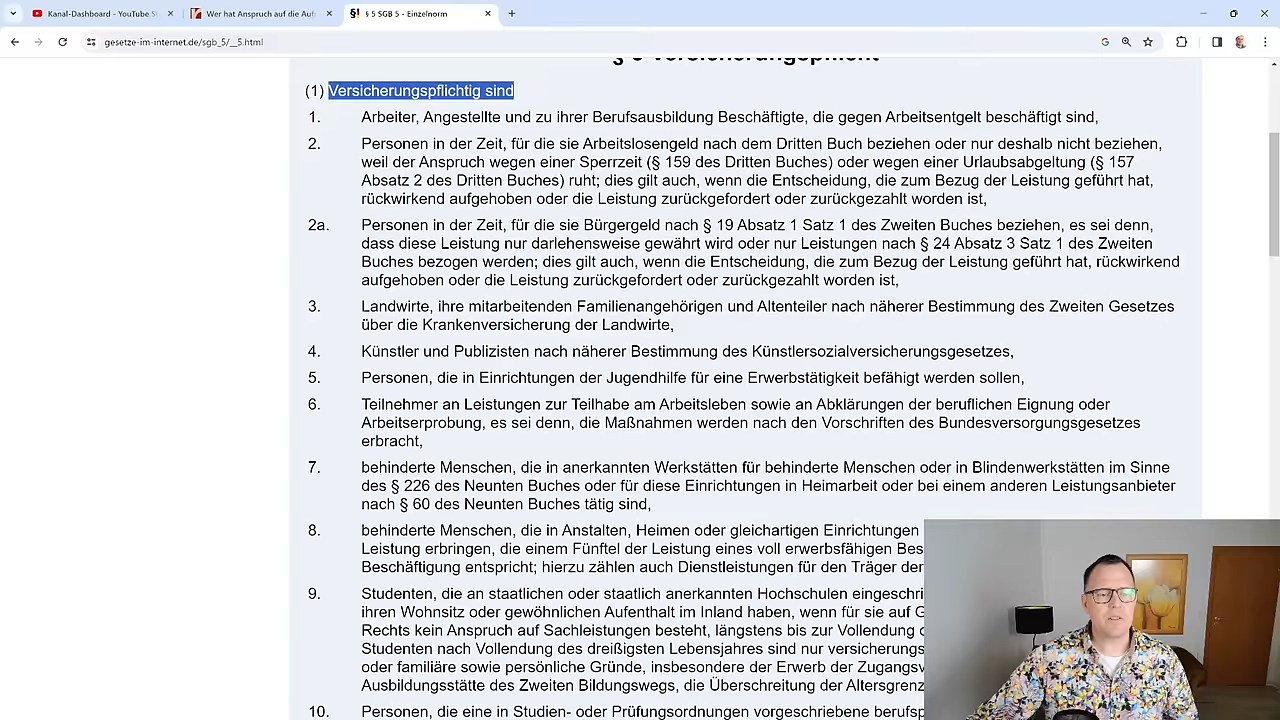 Kanal-Dashboard - YouTube S
Wer hat Anspruch auf die Auf
§ 5 SGB 5 - Einzelnorm
gesetze-im-internet.de/sgb_5/__5.html
§ 5 Versicherungspflicht
(1) Versicherungspflichtig sind
1. Arbeiter, Angestellte und zu ihrer Berufsausbildung Beschäftigte, die gegen Arbeitsentgelt beschäftigt sind,
2. Personen in der Zeit, für die sie Arbeitslosengeld nach dem Dritten Buch beziehen oder nur deshalb nicht beziehen,
weil der Anspruch wegen einer Sperrzeit (§ 159 des Dritten Buches) oder wegen einer Urlaubsabgeltung (§ 157
Absatz 2 des Dritten Buches) ruht; dies gilt auch, wenn die Entscheidung, die zum Bezug der Leistung geführt hat,
rückwirkend aufgehoben oder die Leistung zurückgefordert oder zurückgezahlt worden ist,
2a. Personen in der Zeit, für die sie Bürgergeld nach § 19 Absatz 1 Satz 1 des Zweiten Buches beziehen, es sei denn,
dass diese Leistung nur darlehensweise gewährt wird oder nur Leistungen nach § 24 Absatz 3 Satz 1 des Zweiten
Buches bezogen werden; dies gilt auch, wenn die Entscheidung, die zum Bezug der Leistung geführt hat, rückwirkend
aufgehoben oder die Leistung zurückgefordert oder zurückgezahlt worden ist,
3. Landwirte, ihre mitarbeitenden Familienangehörigen und Altenteiler nach näherer Bestimmung des Zweiten Gesetzes
über die Krankenversicherung der Landwirte,
4. Künstler und Publizisten nach näherer Bestimmung des Künstlersozialversicherungsgesetzes,
5. Personen, die in Einrichtungen der Jugendhilfe für eine Erwerbstätigkeit befähigt werden sollen,
6. Teilnehmer an Leistungen zur Teilhabe am Arbeitsleben sowie an Abklärungen der beruflichen Eignung oder
Arbeitserprobung, es sei denn, die Maßnahmen werden nach den Vorschriften des Bundesversorgungsgesetzes
erbracht,
7. behinderte Menschen, die in anerkannten Werkstätten für behinderte Menschen oder in Blindenwerkstätten im Sinne
des § 226 des Neunten Buches oder für diese Einrichtungen in Heimarbeit oder bei einem anderen Leistungsanbieter
nach § 60 des Neunten Buches tätig sind,
8. behinderte Menschen, die in Anstalten, Heimen oder gleichartigen Einrichtungen
Leistung erbringen, die einem Fünftel der Leistung eines voll erwerbsfähigen Bes
Beschäftigung entspricht; hierzu zählen auch Dienstleistungen für den Träger der
9. Studenten, die an staatlichen oder staatlich anerkannten Hochschulen eingeschri
ihren Wohnsitz oder gewöhnlichen Aufenthalt im Inland haben, wenn für sie auf G
Rechts kein Anspruch auf Sachleistungen besteht, längstens bis zur Vollendung
Studenten nach Vollendung des dreißigsten Lebensjahres sind nur versicherungs
oder familiäre sowie persönliche Gründe, insbesondere der Erwerb der Zugangsv
Ausbildungsstätte des Zweiten Bildungswegs, die Überschreitung der Altersgrenz
10. Personen, die eine in Studien- oder Prüfungsordnungen vorgeschriebene berufsp